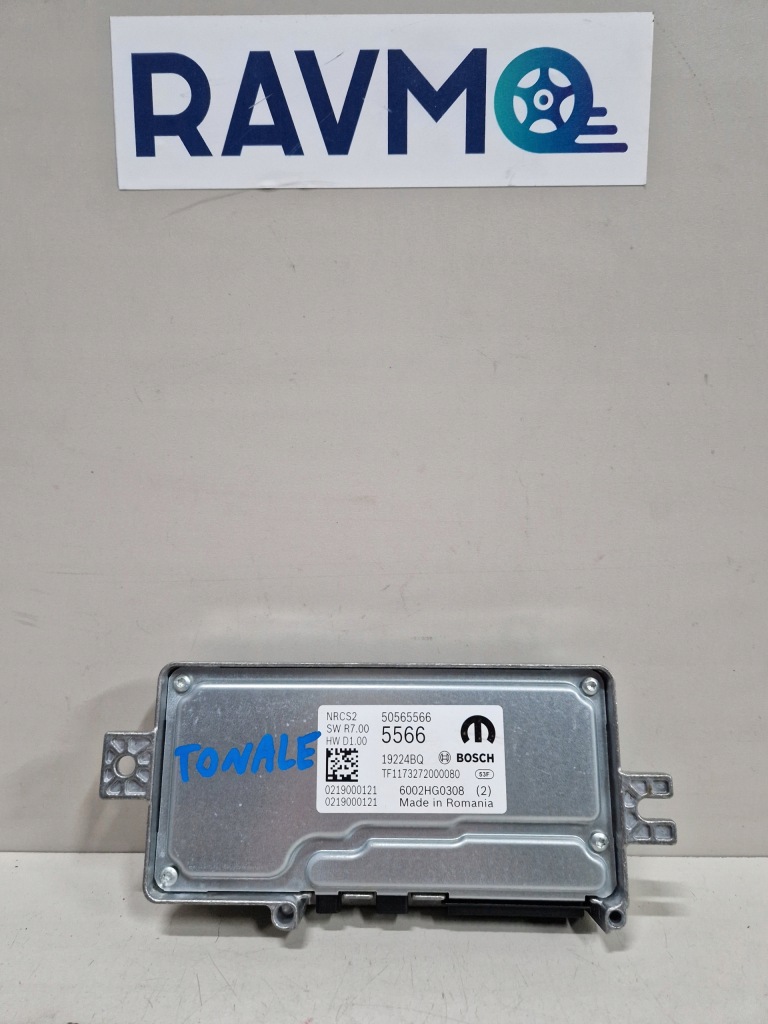 RAVMO
TONALE
NRCS2 50565566
SW R7.00 5566
HW D1.00
19224BQ BOSCH
TF1173272000080 S3F
0219000121 6002HG0308 (2)
0219000121 Made in Romania